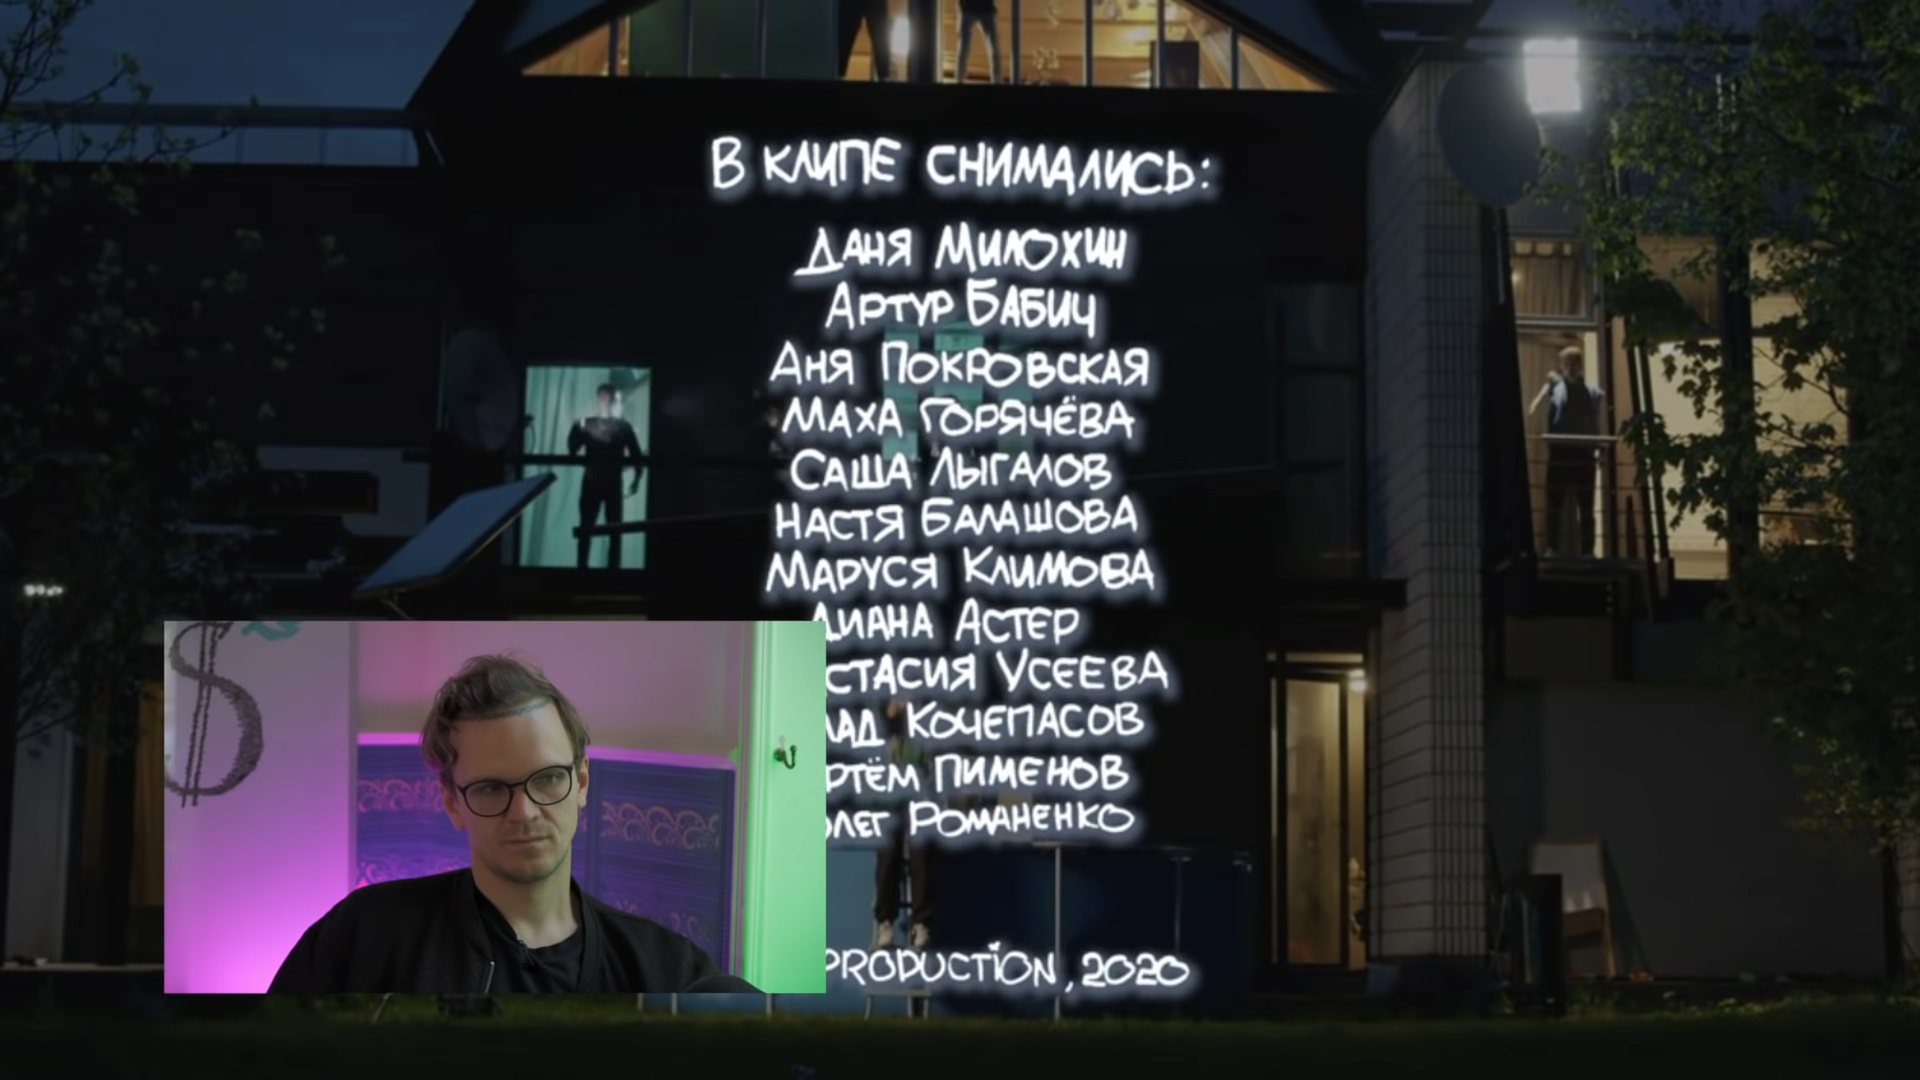 В клипе снимались:
Даня Милохин
Артур Бабич
Аня Покровская
Маха Горячёва
Саша Лыгалов
Настя Балашова
Маруся Климова
Диана Астер
Усеева
Кочепасов
Пименов
Романенко
PRODUCTION, 2020
$